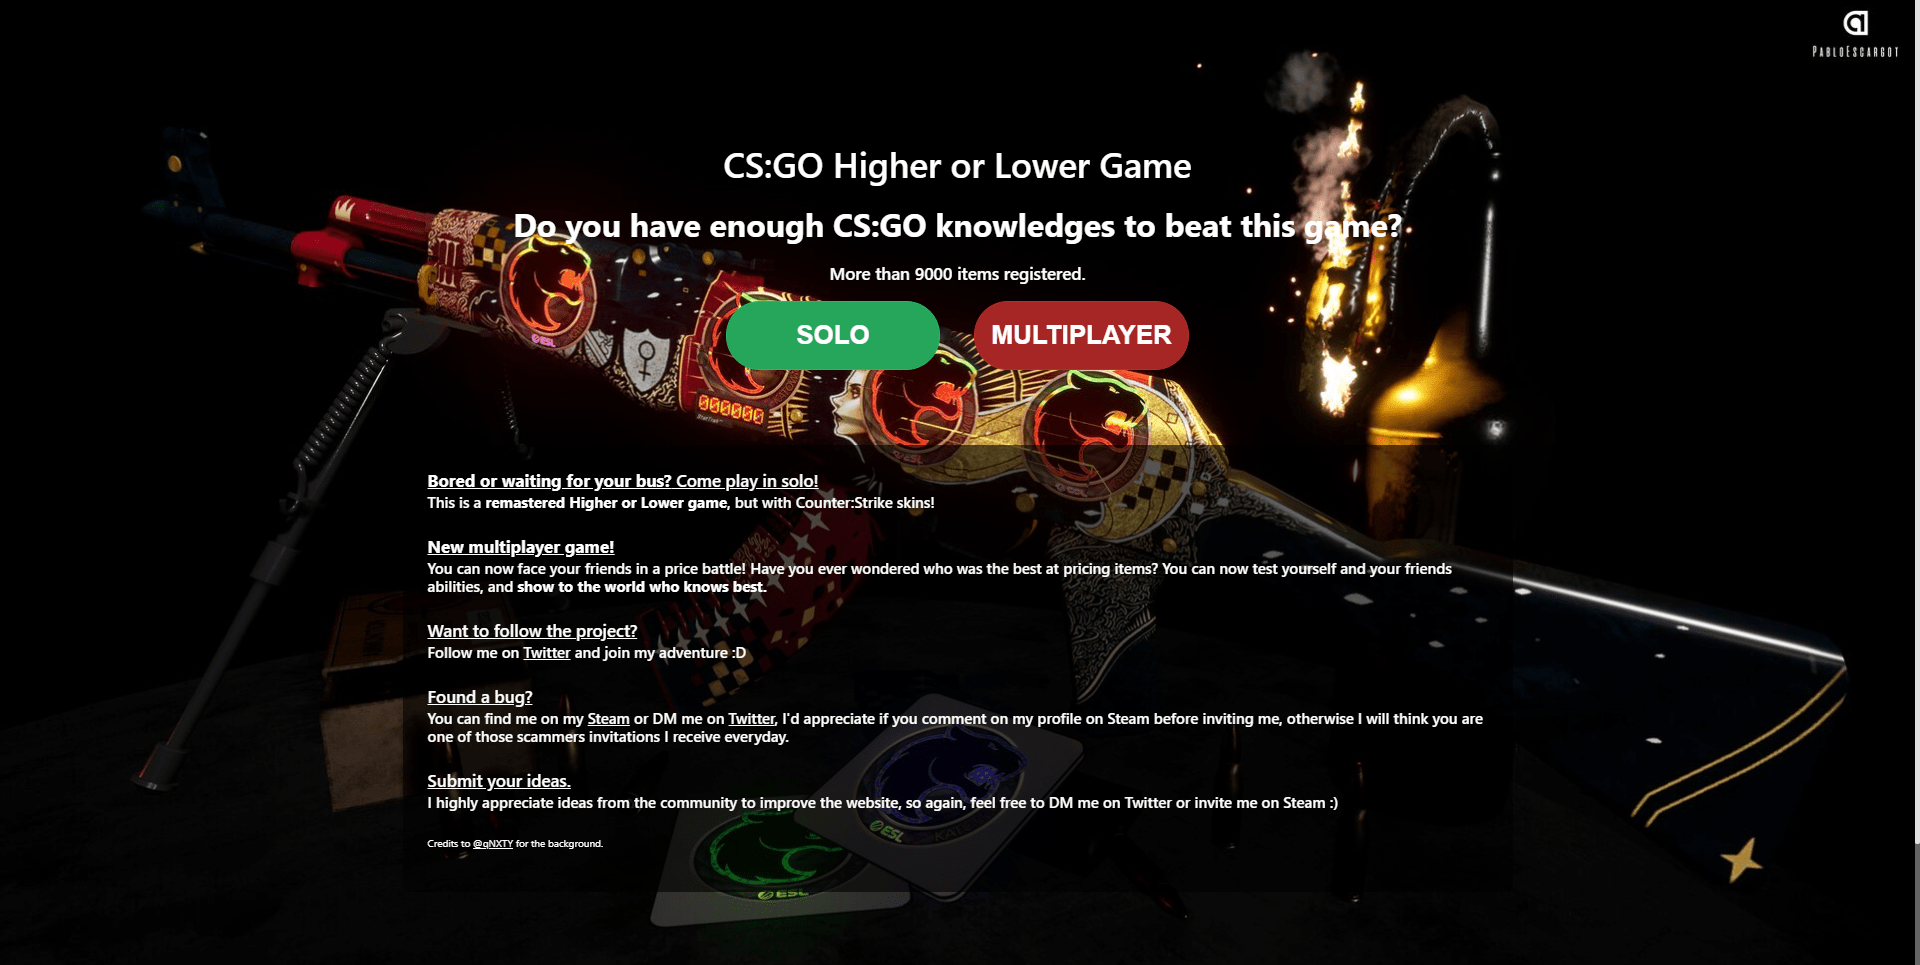 PABLOESCARGOT
CS:GO Higher or Lower Game
Do you have enough CS:GO knowledges to beat this game?
More than 9000 items registered.
SOLO
MULTIPLAYER
ESL
000000
StatTrak
ESL
ESL
Bored or waiting for your bus? Come play in solo!
This is a remastered Higher or Lower game, but with Counter:Strike skins!
New multiplayer game!
You can now face your friends in a price battle! Have you ever wondered who was the best at pricing items? You can now test yourself and your friends
abilities, and show to the world who knows best.
Want to follow the project?
Follow me on Twitter and join my adventure :D
Found a bug?
You can find me on my Steam or DM me on Twitter, I'd appreciate if you comment on my profile on Steam before inviting me, otherwise I will think you are
one of those scammers invitations I receive everyday.
Submit your ideas.
I highly appreciate ideas from the community to improve the website, so again, feel free to DM me on Twitter or invite me on Steam :)
ESL
Credits to @qNXTY for the background.
ESL